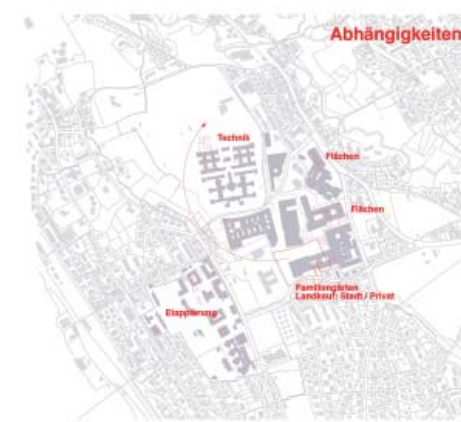 Abhängigkeiten
Technik
Flächen
Flächen
Familiengärten
Landkauf: Stadt / Privat
Etappierung